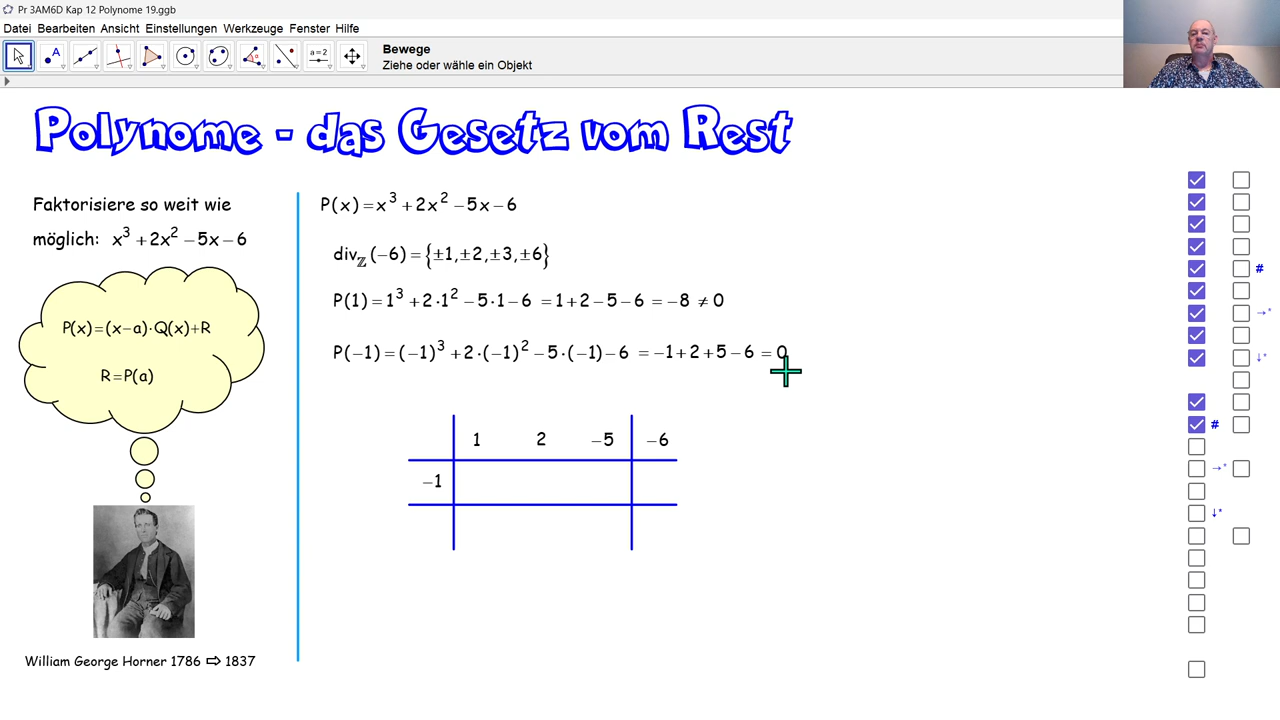 Pr 3AM6D Kap 12 Polynome 19.ggb
Datei Bearbeiten Ansicht Einstellungen Werkzeuge Fenster Hilfe
A
a=2
Bewege
Ziehe oder wähle ein Objekt
Polynome - das Gesetz vom Rest
Faktorisiere so weit wie
möglich: x³+2x²−5x−6
P(x)=(x−a)·Q(x)+R
R=P(a)
William George Horner 1786 ⇨ 1837
P(x)=x³+2x²−5x−6
div_ℤ(−6)={±1,±2,±3,±6}
P(1)=1³+2·1²−5·1−6 =1+2−5−6 =−8 ≠0
P(−1)=(−1)³+2·(−1)²−5·(−1)−6 =−1+2+5−6 =0
1 2 −5 −6
−1
#
→*
↓*
#
→*
↓*